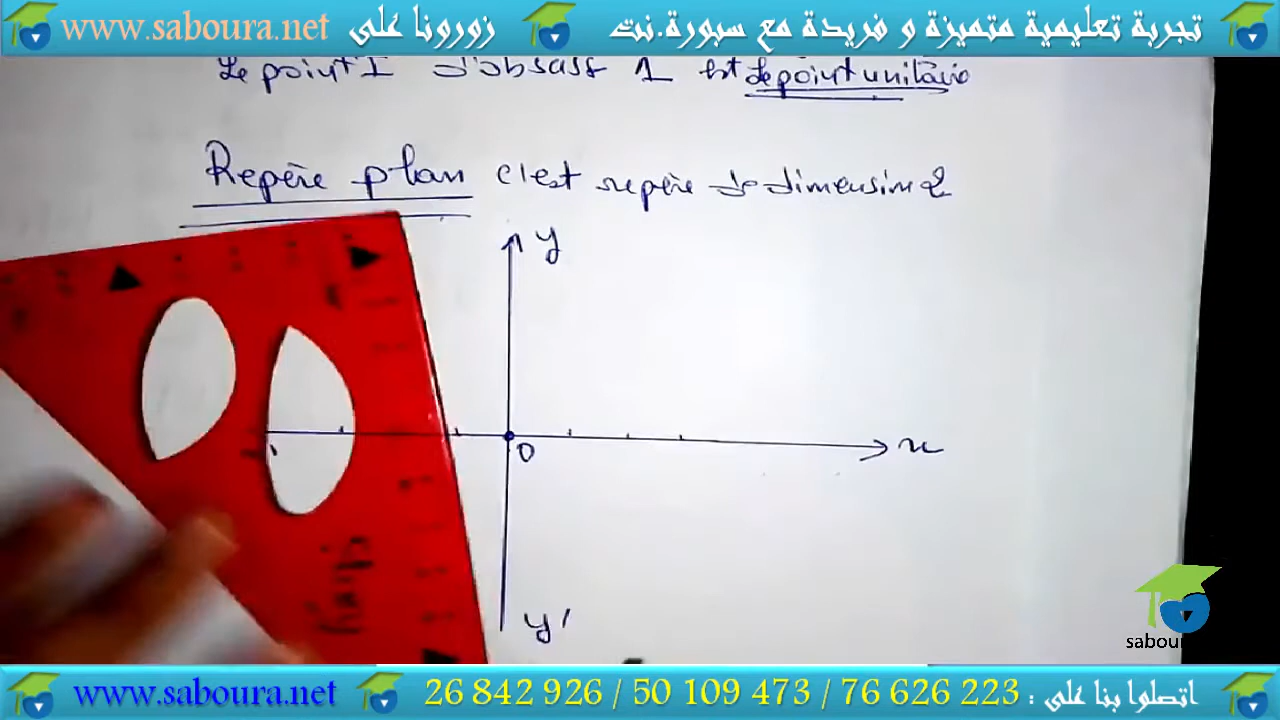 www.saboura.net زورونا على تجربة تعليمية متميزة و فريدة مع سبورة.نت
Le point I d'obsass 1 est le point unitaire
Repère plan c'est repère de dimension 2
y
O x
y'
sabou
www.saboura.net 26 842 926 / 50 109 473 / 76 626 223 : اتصلوا بنا على